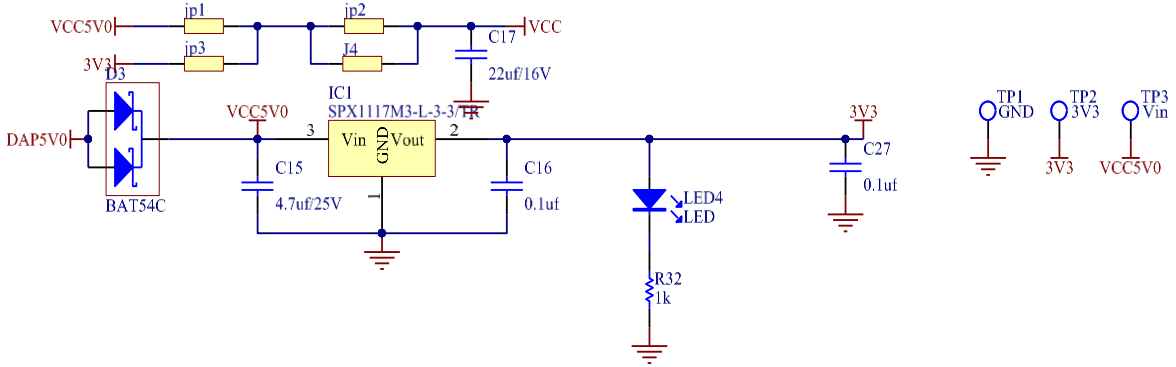 jp1
jp2
VCC5V0
VCC
C17
jp3
J4
3V3
22uf/16V
D3
IC1
SPX1117M3-L-3-3/TR
VCC5V0
3V3
TP1
GND
TP2
3V3
TP3
Vin
DAP5V0
3
Vin
GND
Vout
2
C27
C15
C16
3V3
VCC5V0
0.1uf
1
BAT54C
4.7uf/25V
0.1uf
LED4
LED
R32
1k